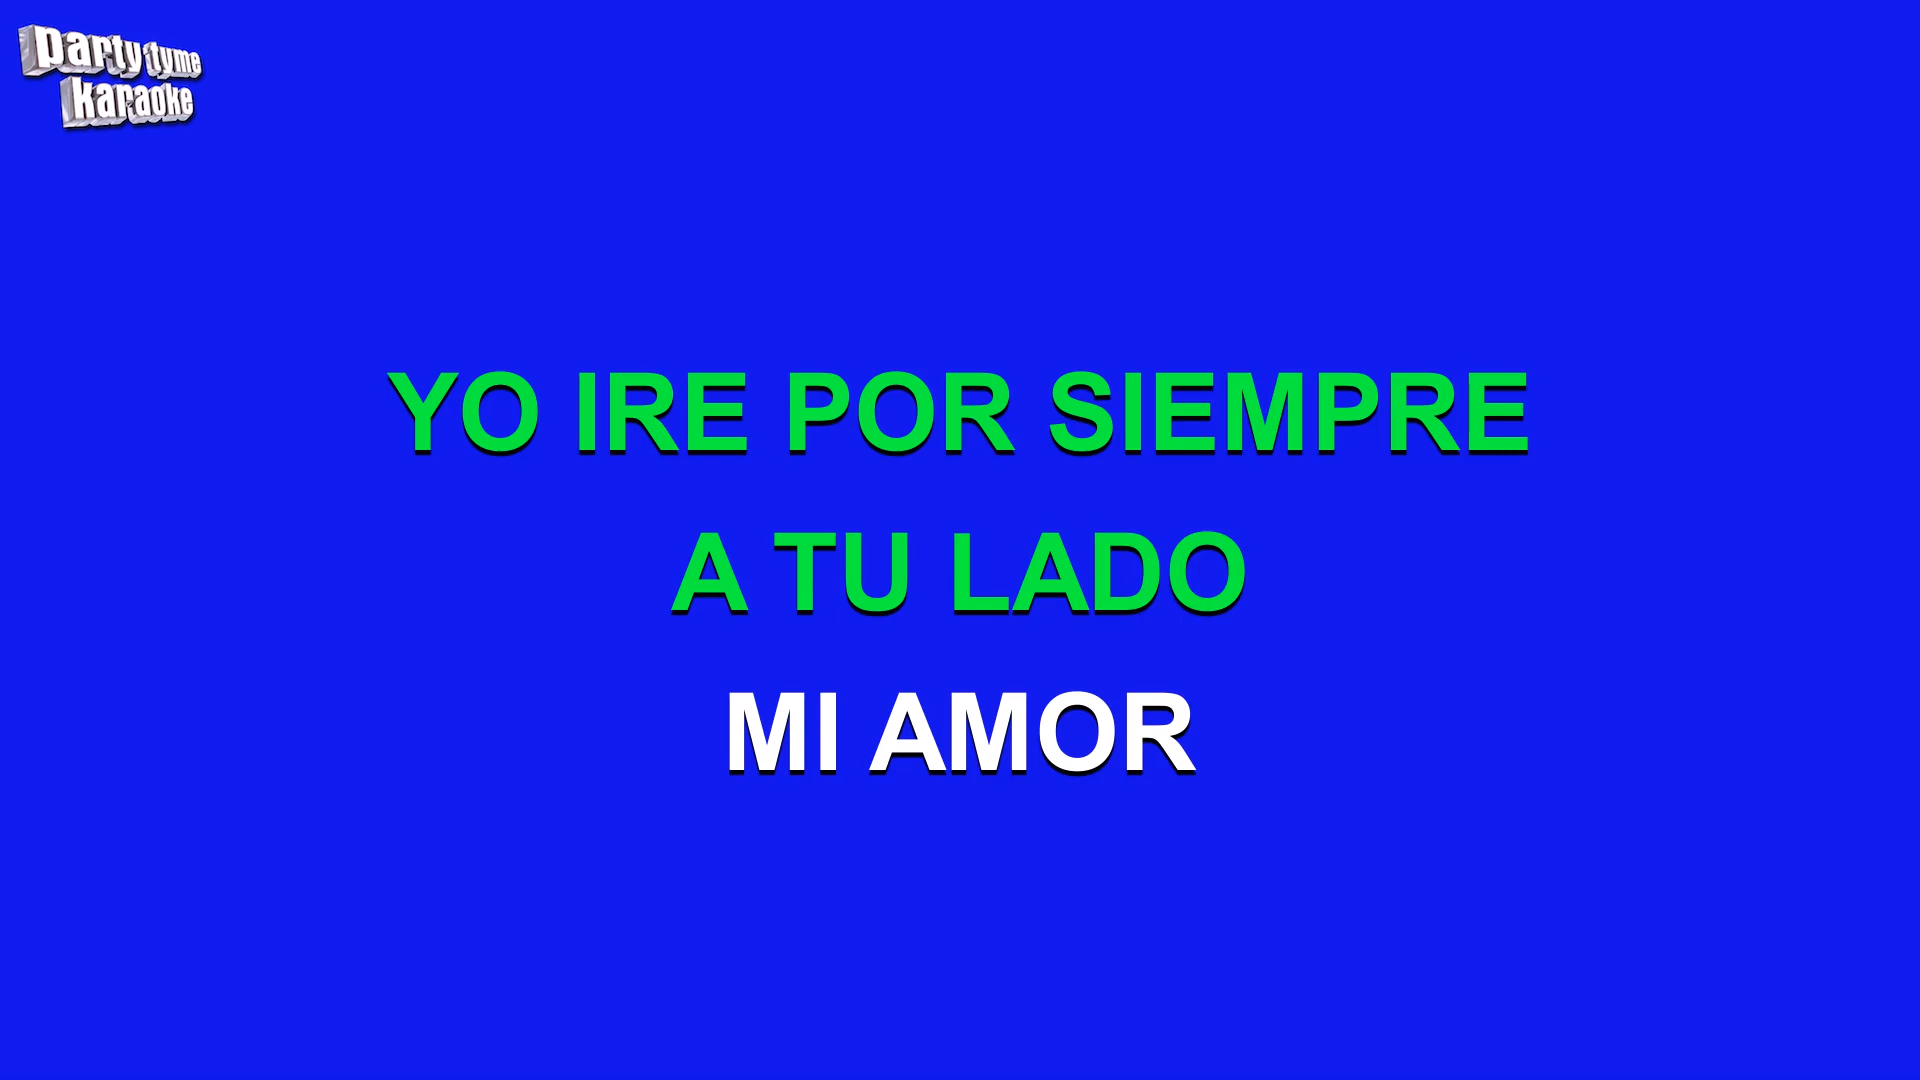 party tyme
karaoke
YO IRE POR SIEMPRE
A TU LADO
MI AMOR